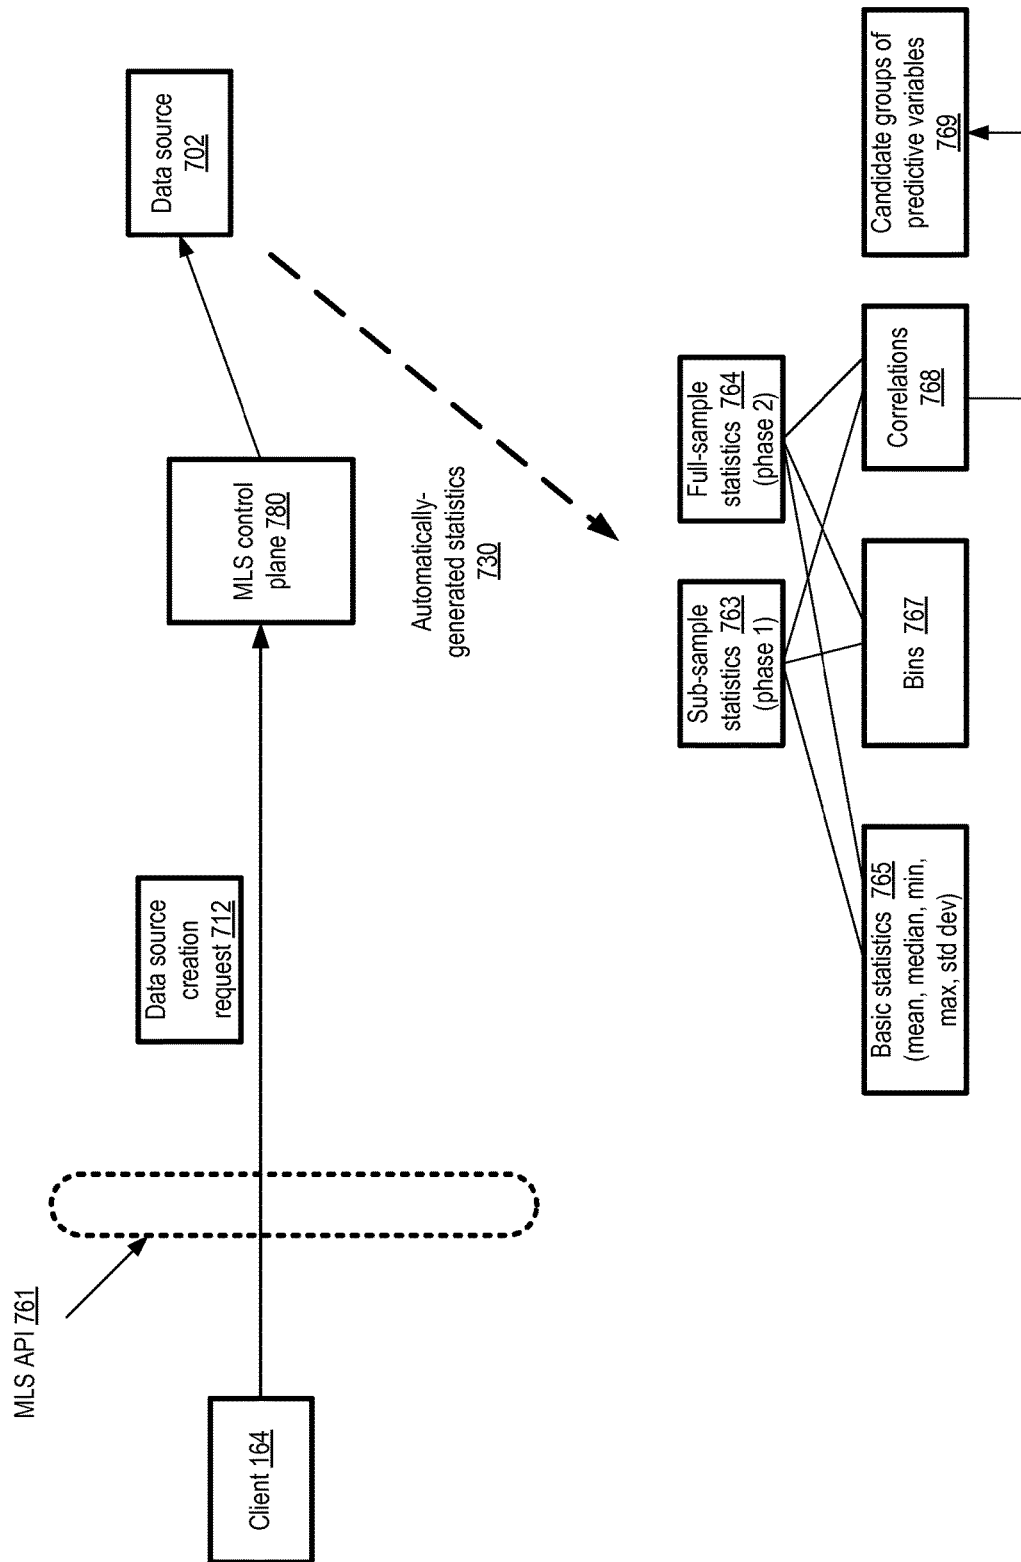 MLS API 761
Client 164
Data source
creation
request 712
MLS control
plane 780
Data source
702
Automatically-
generated statistics
730
Sub-sample
statistics 763
(phase 1)
Full-sample
statistics 764
(phase 2)
Basic statistics 765
(mean, median, min,
max, std dev)
Bins 767
Correlations
768
Candidate groups of
predictive variables
769